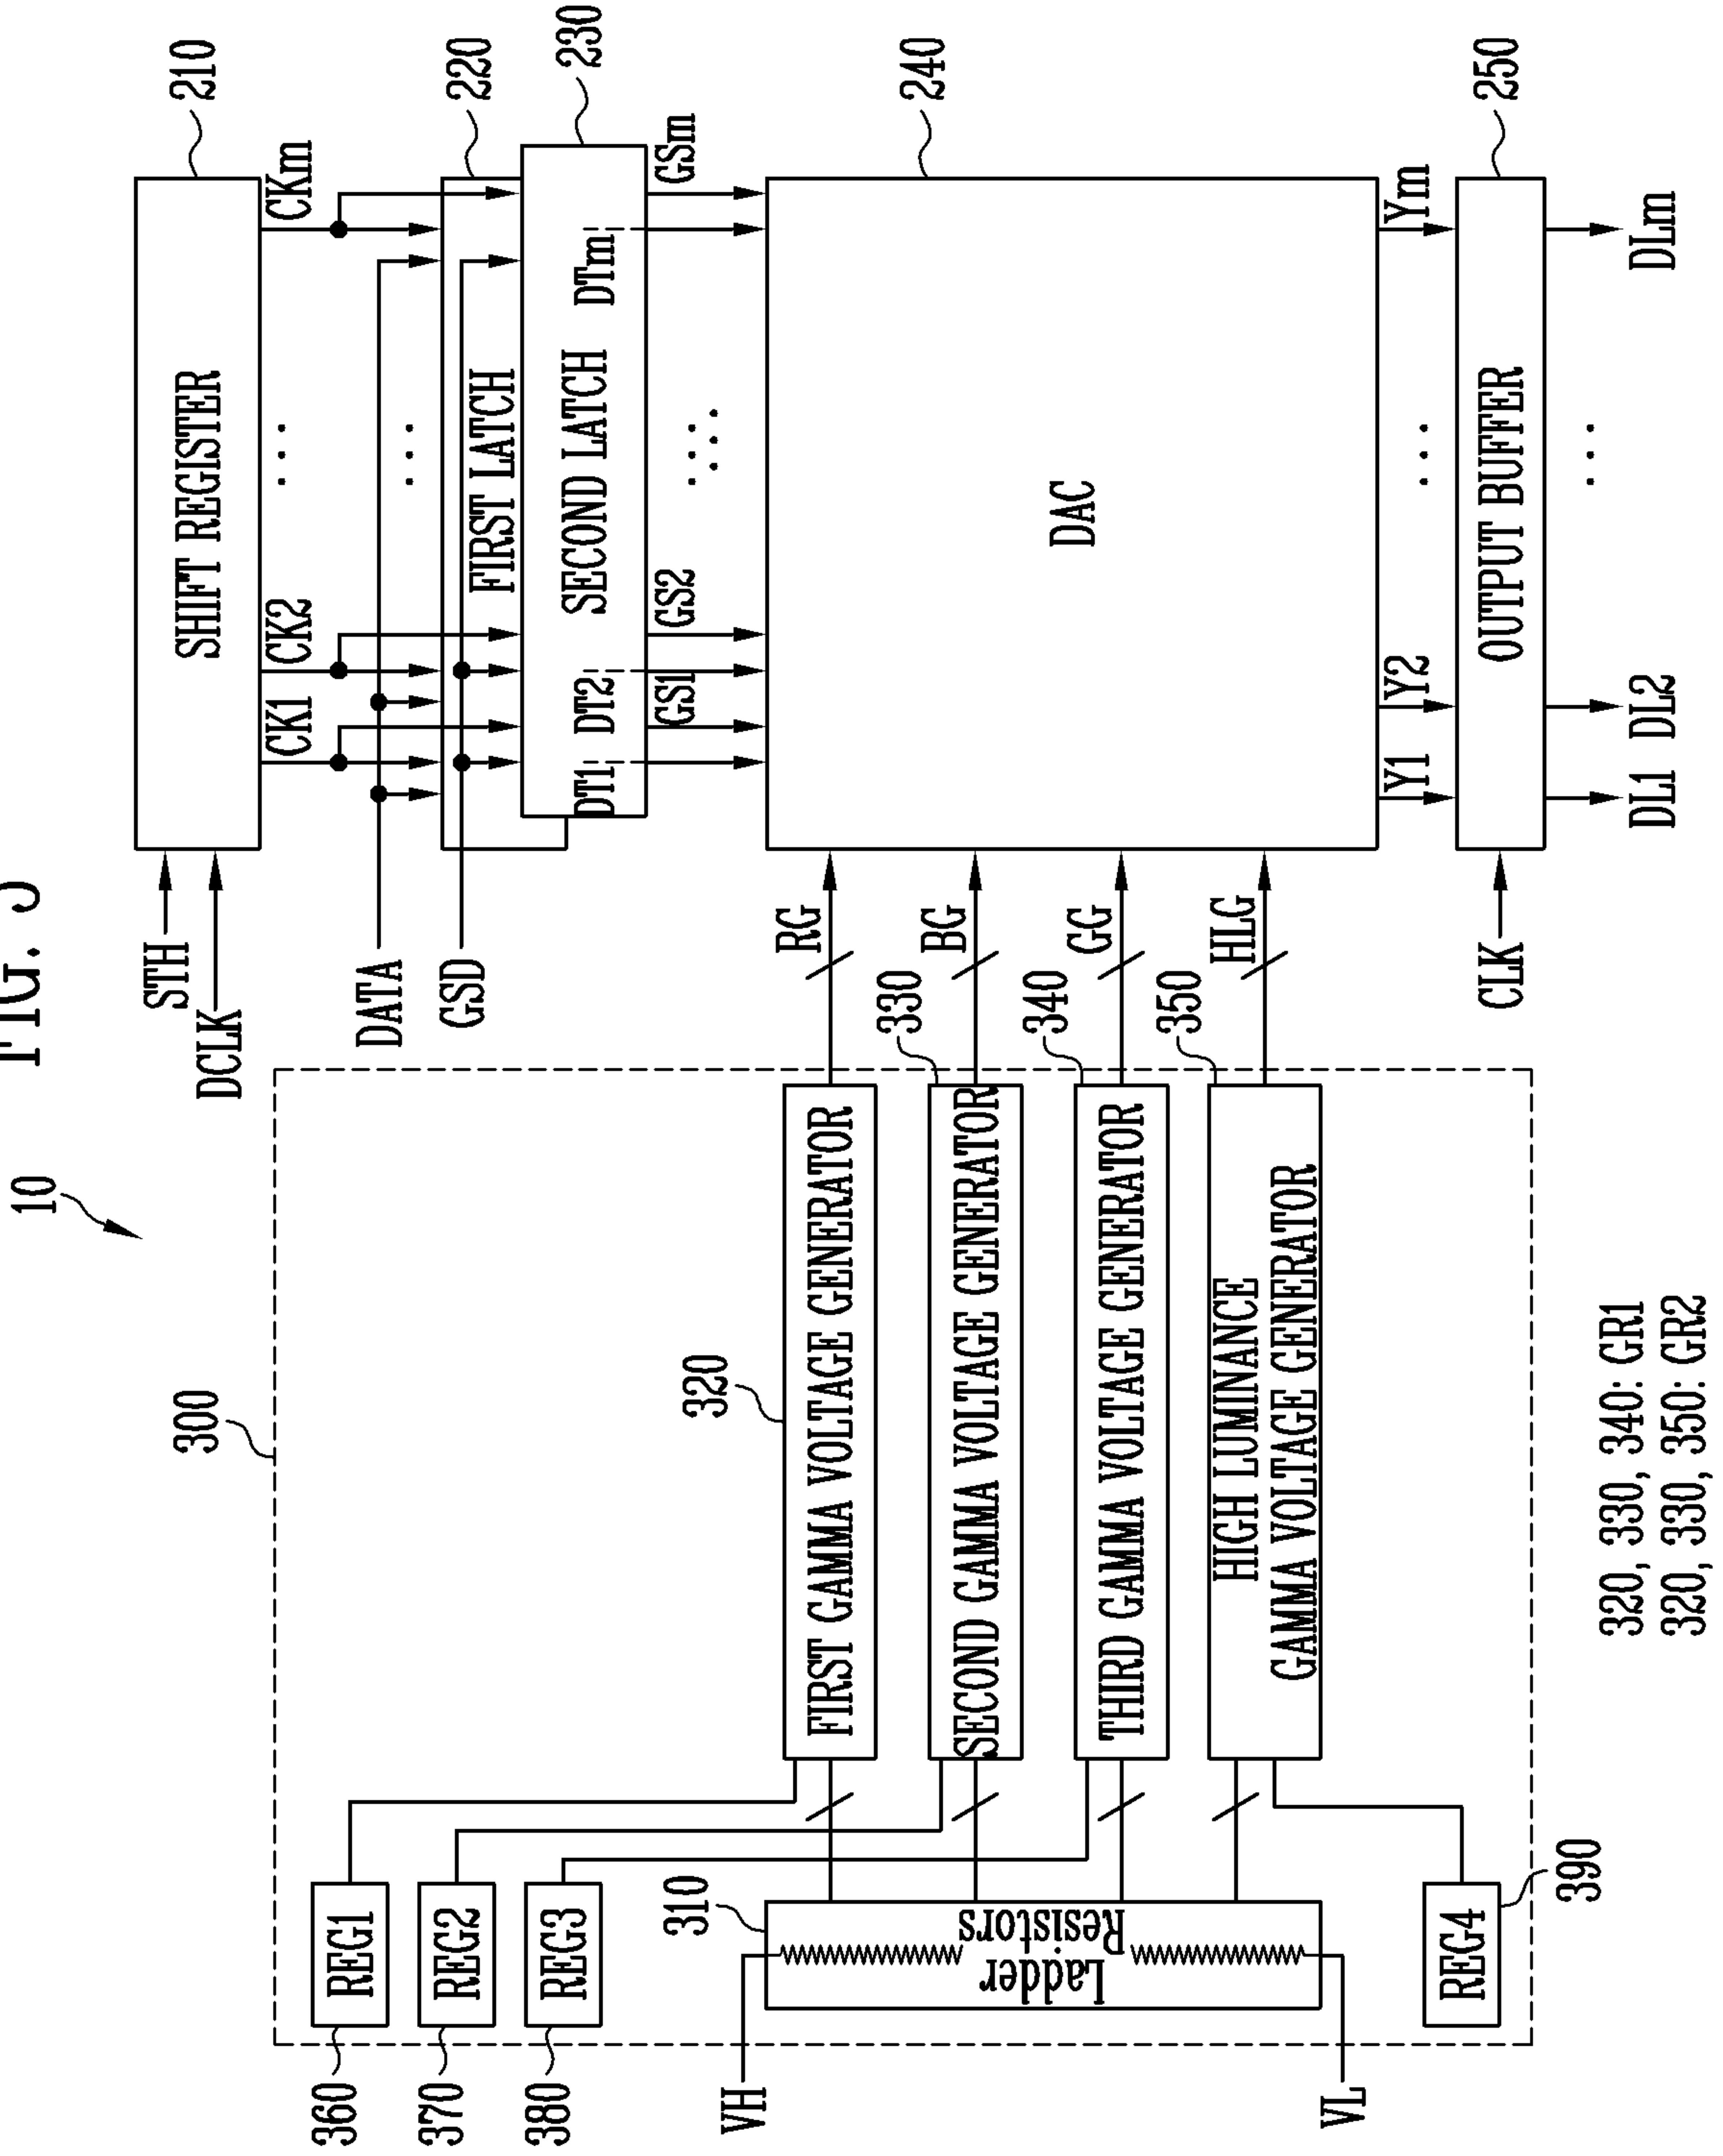 FIG. 5
10
300
210
SHIFT REGISTER
STH
DCLK
CK1
CK2
CKm
...
DATA
...
220
FIRST LATCH
GSD
230
SECOND LATCH
DT1
DT2
DTm
GS1
GS2
GSm
...
...
240
DAC
RG
BG
GG
HLG
360
REG1
370
REG2
380
REG3
320
FIRST GAMMA VOLTAGE GENERATOR
330
SECOND GAMMA VOLTAGE GENERATOR
340
THIRD GAMMA VOLTAGE GENERATOR
350
HIGH LUMINANCE
GAMMA VOLTAGE GENERATOR
310
Ladder
Resistors
VH
VL
REG4
390
Y1
Y2
Ym
...
250
OUTPUT BUFFER
CLK
DL1
DL2
DLm
...
320, 330, 340: GR1
320, 330, 350: GR2